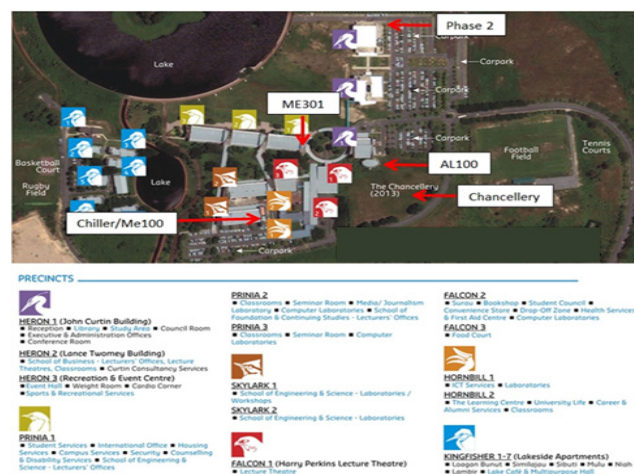 Phase 2
Carpark
Lake
Carpark
Carpark
ME301
Carpark
Basketball
Court
Rugby
Field
Lake
AL100
Football
Field
Tennis
Courts
The Chancellery
(2013)
Chancellery
Chiller/Me100
Carpark
PRECINCTS
HERON 1 (John Curtin Building)
■ Reception ■ Library ■ Study Area ■ Council Room
■ Executive & Administration Offices
■ Conference Room
HERON 2 (Lance Twomey Building)
■ School of Business - Lecturers' Offices, Lecture
Theatres, Classrooms ■ Curtin Consultancy Services
HERON 3 (Recreation & Event Centre)
■ Event Hall ■ Weight Room ■ Cardio Corner
■ Sports & Recreational Services
PRINIA 1
■ Student Services ■ International Office ■ Housing
Services ■ Campus Services ■ Security ■ Counselling
& Disability Services ■ School of Engineering &
Science - Lecturers' Offices
PRINIA 2
■ Classrooms ■ Seminar Room ■ Media/ Journalism
Laboratory ■ Computer Laboratories ■ School of
Foundation & Continuing Studies - Lecturers' Offices
PRINIA 3
■ Classrooms ■ Seminar Room ■ Computer
Laboratories
SKYLARK 1
■ School of Engineering & Science - Laboratories /
Workshops
SKYLARK 2
■ School of Engineering & Science - Laboratories
FALCON 1 (Harry Perkins Lecture Theatre)
■ Lecture Theatre
FALCON 2
■ Surau ■ Bookshop ■ Student Council ■
Convenience Store ■ Drop-Off Zone ■ Health Services
& First Aid Centre ■ Computer Laboratories
FALCON 3
■ Food Court
HORNBILL 1
■ ICT Services ■ Laboratories
HORNBILL 2
■ The Learning Centre ■ University Life ■ Career &
Alumni Services ■ Classrooms
KINGFISHER 1-7 (Lakeside Apartments)
■ Loagan Bunut ■ Similajau ■ Sibuti ■ Mulu ■ Niah
■ Lambir ■ Lake Café & Multipurpose Hall